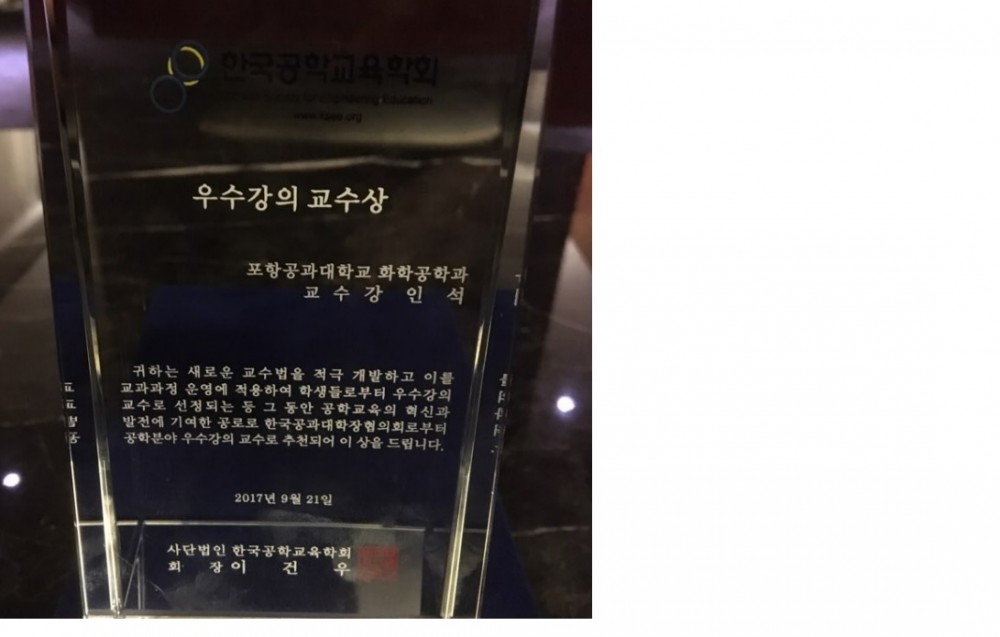 한국공학교육학회
Engineering Education
우수강의 교수상
포항공과대학교 화학공학과
교 수 강 인 석
귀하는 새로운 교수법을 적극 개발하고 이를
교과과정 운영에 적용하여 학생들로부터 우수강의
교수로 선정되는 등 그 동안 공학교육의 혁신과
발전에 기여한 공로로 한국공과대학장협의회로부터
공학분야 우수강의 교수로 추천되어 이 상을 드립니다.
2017년 9월 21일
사단법인 한국공학교육학회
회 장 이 건 우